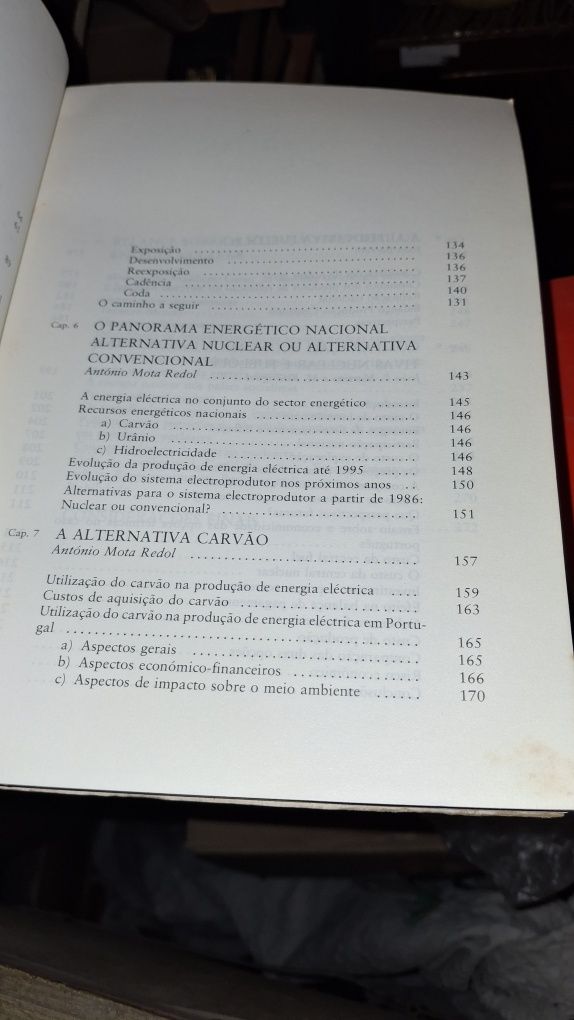 Exposição .......................... 134
Desenvolvimento .......................... 136
Reexposição .......................... 136
Cadência .......................... 137
Coda .......................... 140
O caminho a seguir .......................... 131
Cap. 6 O PANORAMA ENERGÉTICO NACIONAL
ALTERNATIVA NUCLEAR OU ALTERNATIVA
CONVENCIONAL
António Mota Redol .......................... 143
A energia eléctrica no conjunto do sector energético ...... 145
Recursos energéticos nacionais .......................... 146
a) Carvão .......................... 146
b) Urânio .......................... 146
c) Hidroelectricidade .......................... 146
Evolução da produção de energia eléctrica até 1995 ...... 148
Evolução do sistema electroprodutor nos próximos anos ... 150
Alternativas para o sistema electroprodutor a partir de 1986:
Nuclear ou convencional? .......................... 151
Cap. 7 A ALTERNATIVA CARVÃO
António Mota Redol .......................... 157
Utilização do carvão na produção de energia eléctrica .... 159
Custos de aquisição do carvão .......................... 163
Utilização do carvão na produção de energia eléctrica em Portu-
gal .......................... 165
a) Aspectos gerais .......................... 165
b) Aspectos económico-financeiros .......................... 166
c) Aspectos de impacto sobre o meio ambiente ...... 170